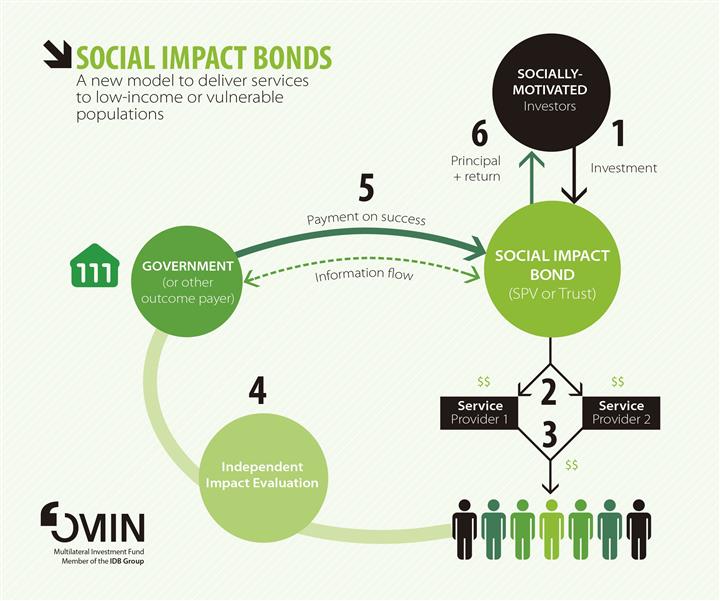 SOCIAL IMPACT BONDS
A new model to deliver services
to low-income or vulnerable
populations
SOCIALLY-
MOTIVATED
Investors
6
Principal
+ return
1
Investment
5
Payment on success
Information flow
GOVERNMENT
(or other
outcome payer)
SOCIAL IMPACT
BOND
(SPV or Trust)
$$
$$
2
Service
Provider 1
Service
Provider 2
3
$$
4
Independent
Impact Evaluation
OMIN
Multilateral Investment Fund
Member of the IDB Group